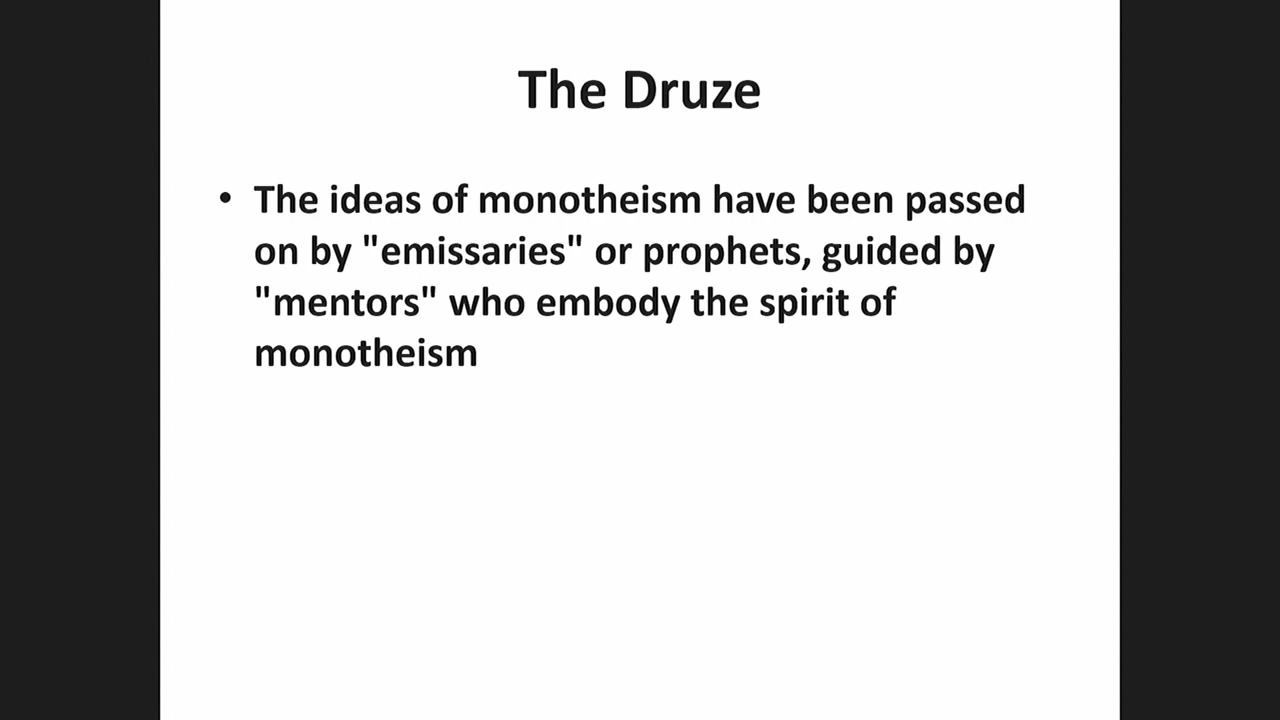 The Druze
• The ideas of monotheism have been passed
on by "emissaries" or prophets, guided by
"mentors" who embody the spirit of
monotheism